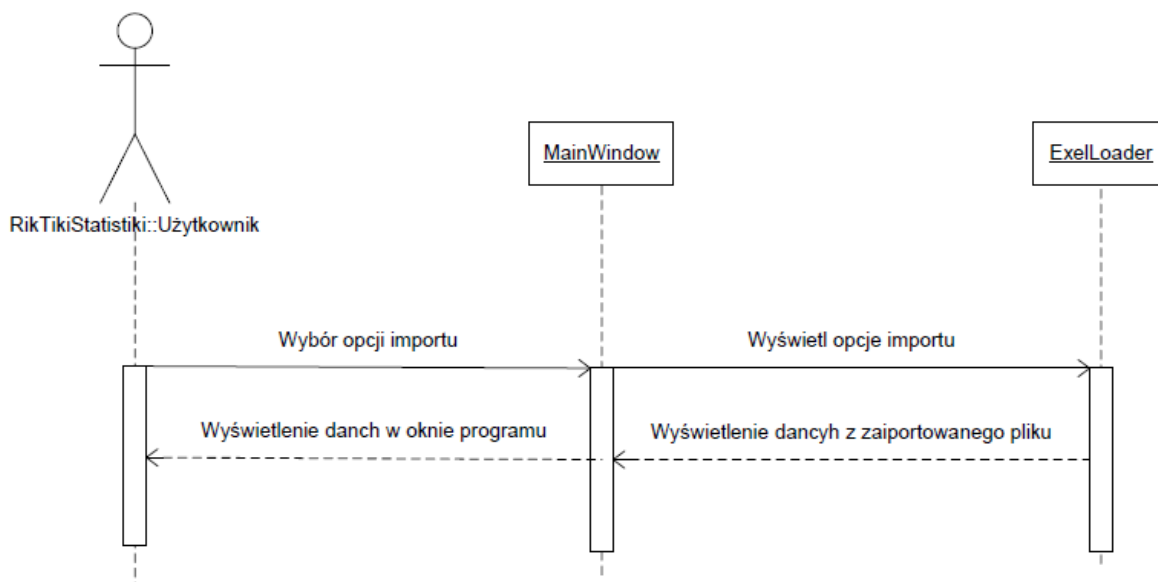 MainWindow
ExelLoader
RikTikiStatistiki::Użytkownik
Wybór opcji importu
Wyświetl opcje importu
Wyświetlenie danch w oknie programu
Wyświetlenie dancyh z zaiportowanego pliku